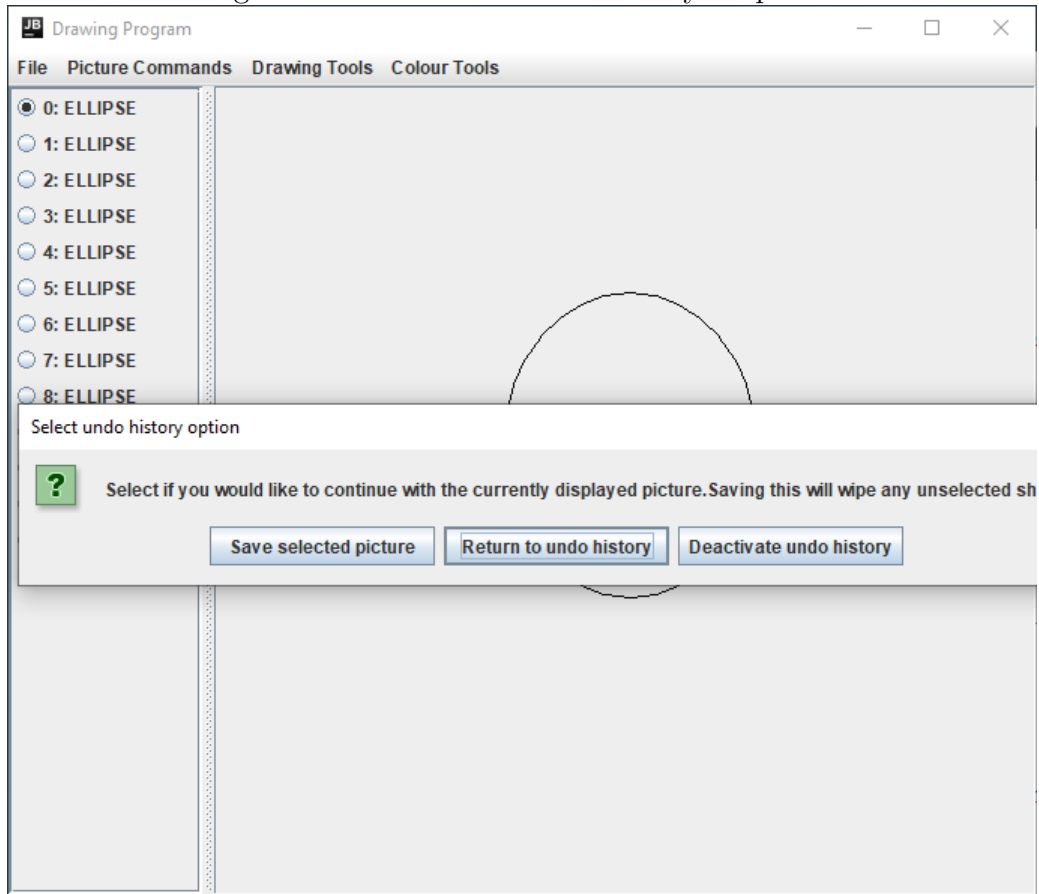 JB Drawing Program
File Picture Commands Drawing Tools Colour Tools
0: ELLIPSE
1: ELLIPSE
2: ELLIPSE
3: ELLIPSE
4: ELLIPSE
5: ELLIPSE
6: ELLIPSE
7: ELLIPSE
8: ELLIPSE
Select undo history option
? Select if you would like to continue with the currently displayed picture.Saving this will wipe any unselected sh
Save selected picture Return to undo history Deactivate undo history